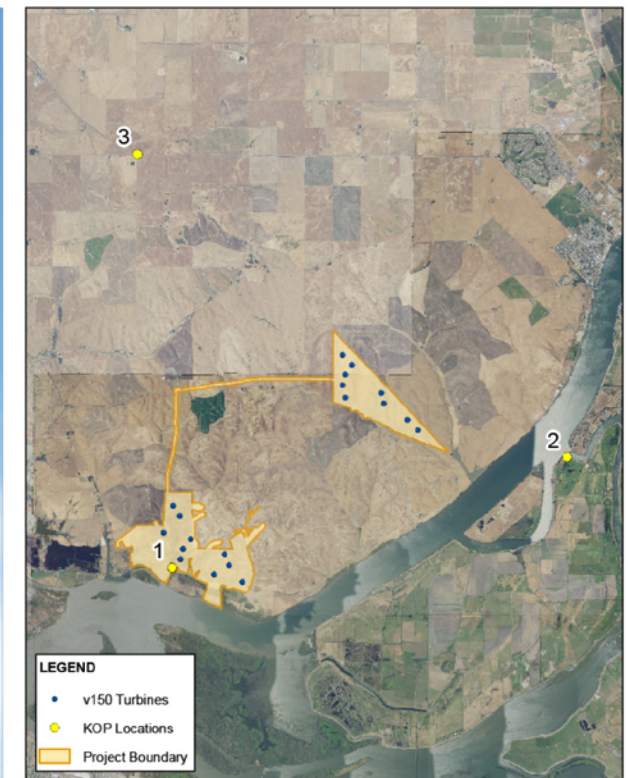 3
2
1
LEGEND
v150 Turbines
KOP Locations
Project Boundary